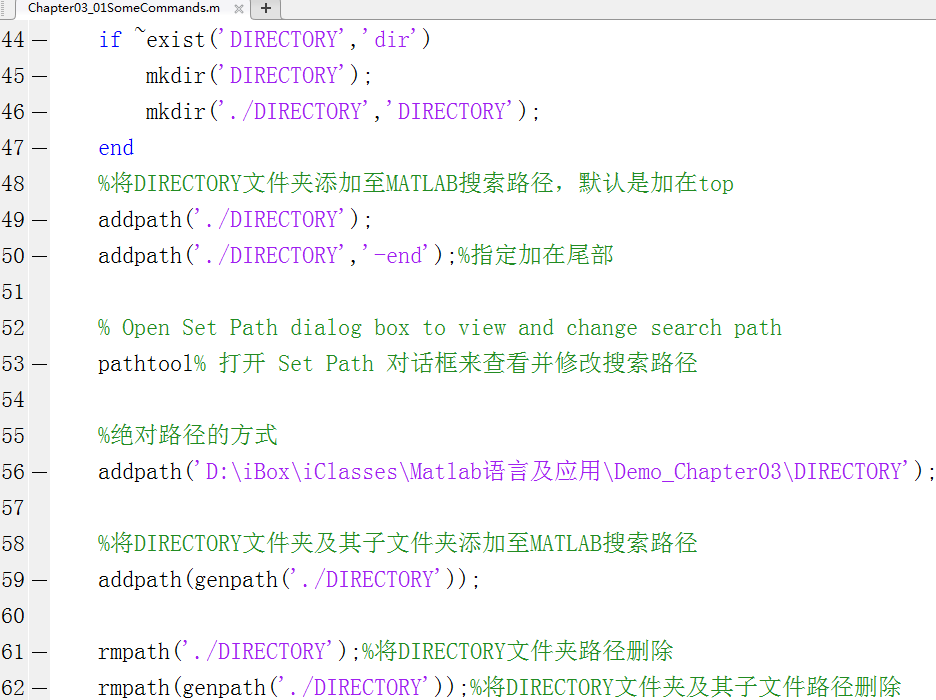 Chapter03_01SomeCommands.m × +
44 — if ~exist('DIRECTORY','dir')
45 — mkdir('DIRECTORY');
46 — mkdir('./DIRECTORY','DIRECTORY');
47 — end
48 %将DIRECTORY文件夹添加至MATLAB搜索路径，默认是加在top
49 — addpath('./DIRECTORY');
50 — addpath('./DIRECTORY','-end');%指定加在尾部
51
52 % Open Set Path dialog box to view and change search path
53 — pathtool% 打开 Set Path 对话框来查看并修改搜索路径
54
55 %绝对路径的方式
56 — addpath('D:\iBox\iClasses\Matlab语言及应用\Demo_Chapter03\DIRECTORY');
57
58 %将DIRECTORY文件夹及其子文件夹添加至MATLAB搜索路径
59 — addpath(genpath('./DIRECTORY'));
60
61 — rmpath('./DIRECTORY');%将DIRECTORY文件夹路径删除
62 — rmpath(genpath('./DIRECTORY'));%将DIRECTORY文件夹及其子文件路径删除